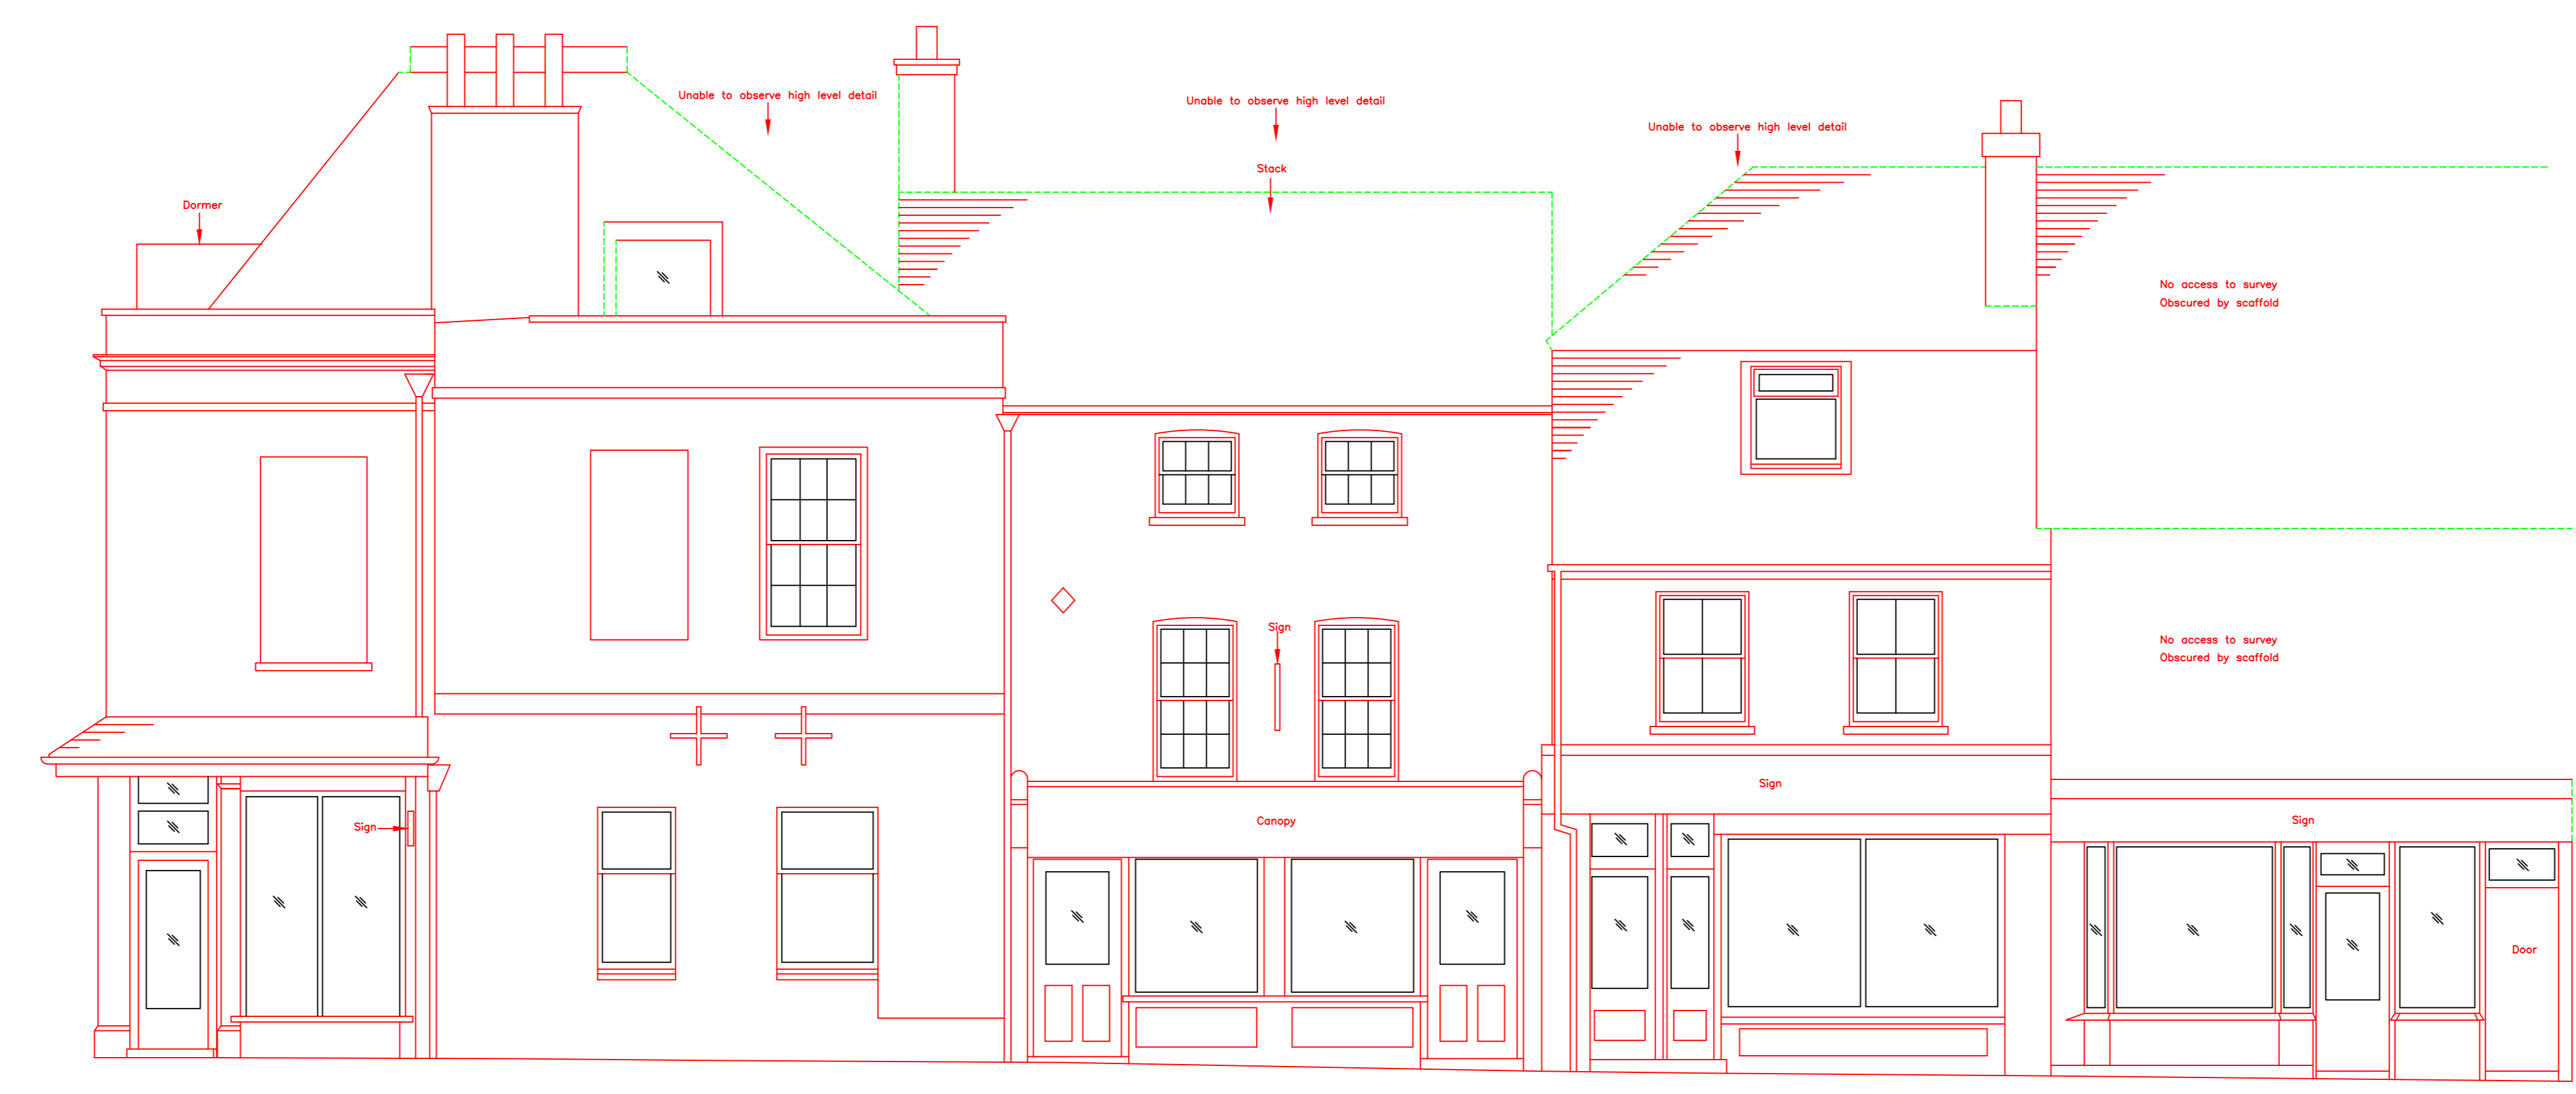 Unable to observe high level detail
Unable to observe high level detail
Unable to observe high level detail
Stack
Dormer
No access to survey
Obscured by scaffold
Sign
No access to survey
Obscured by scaffold
Sign
Canopy
Sign
Sign
Door